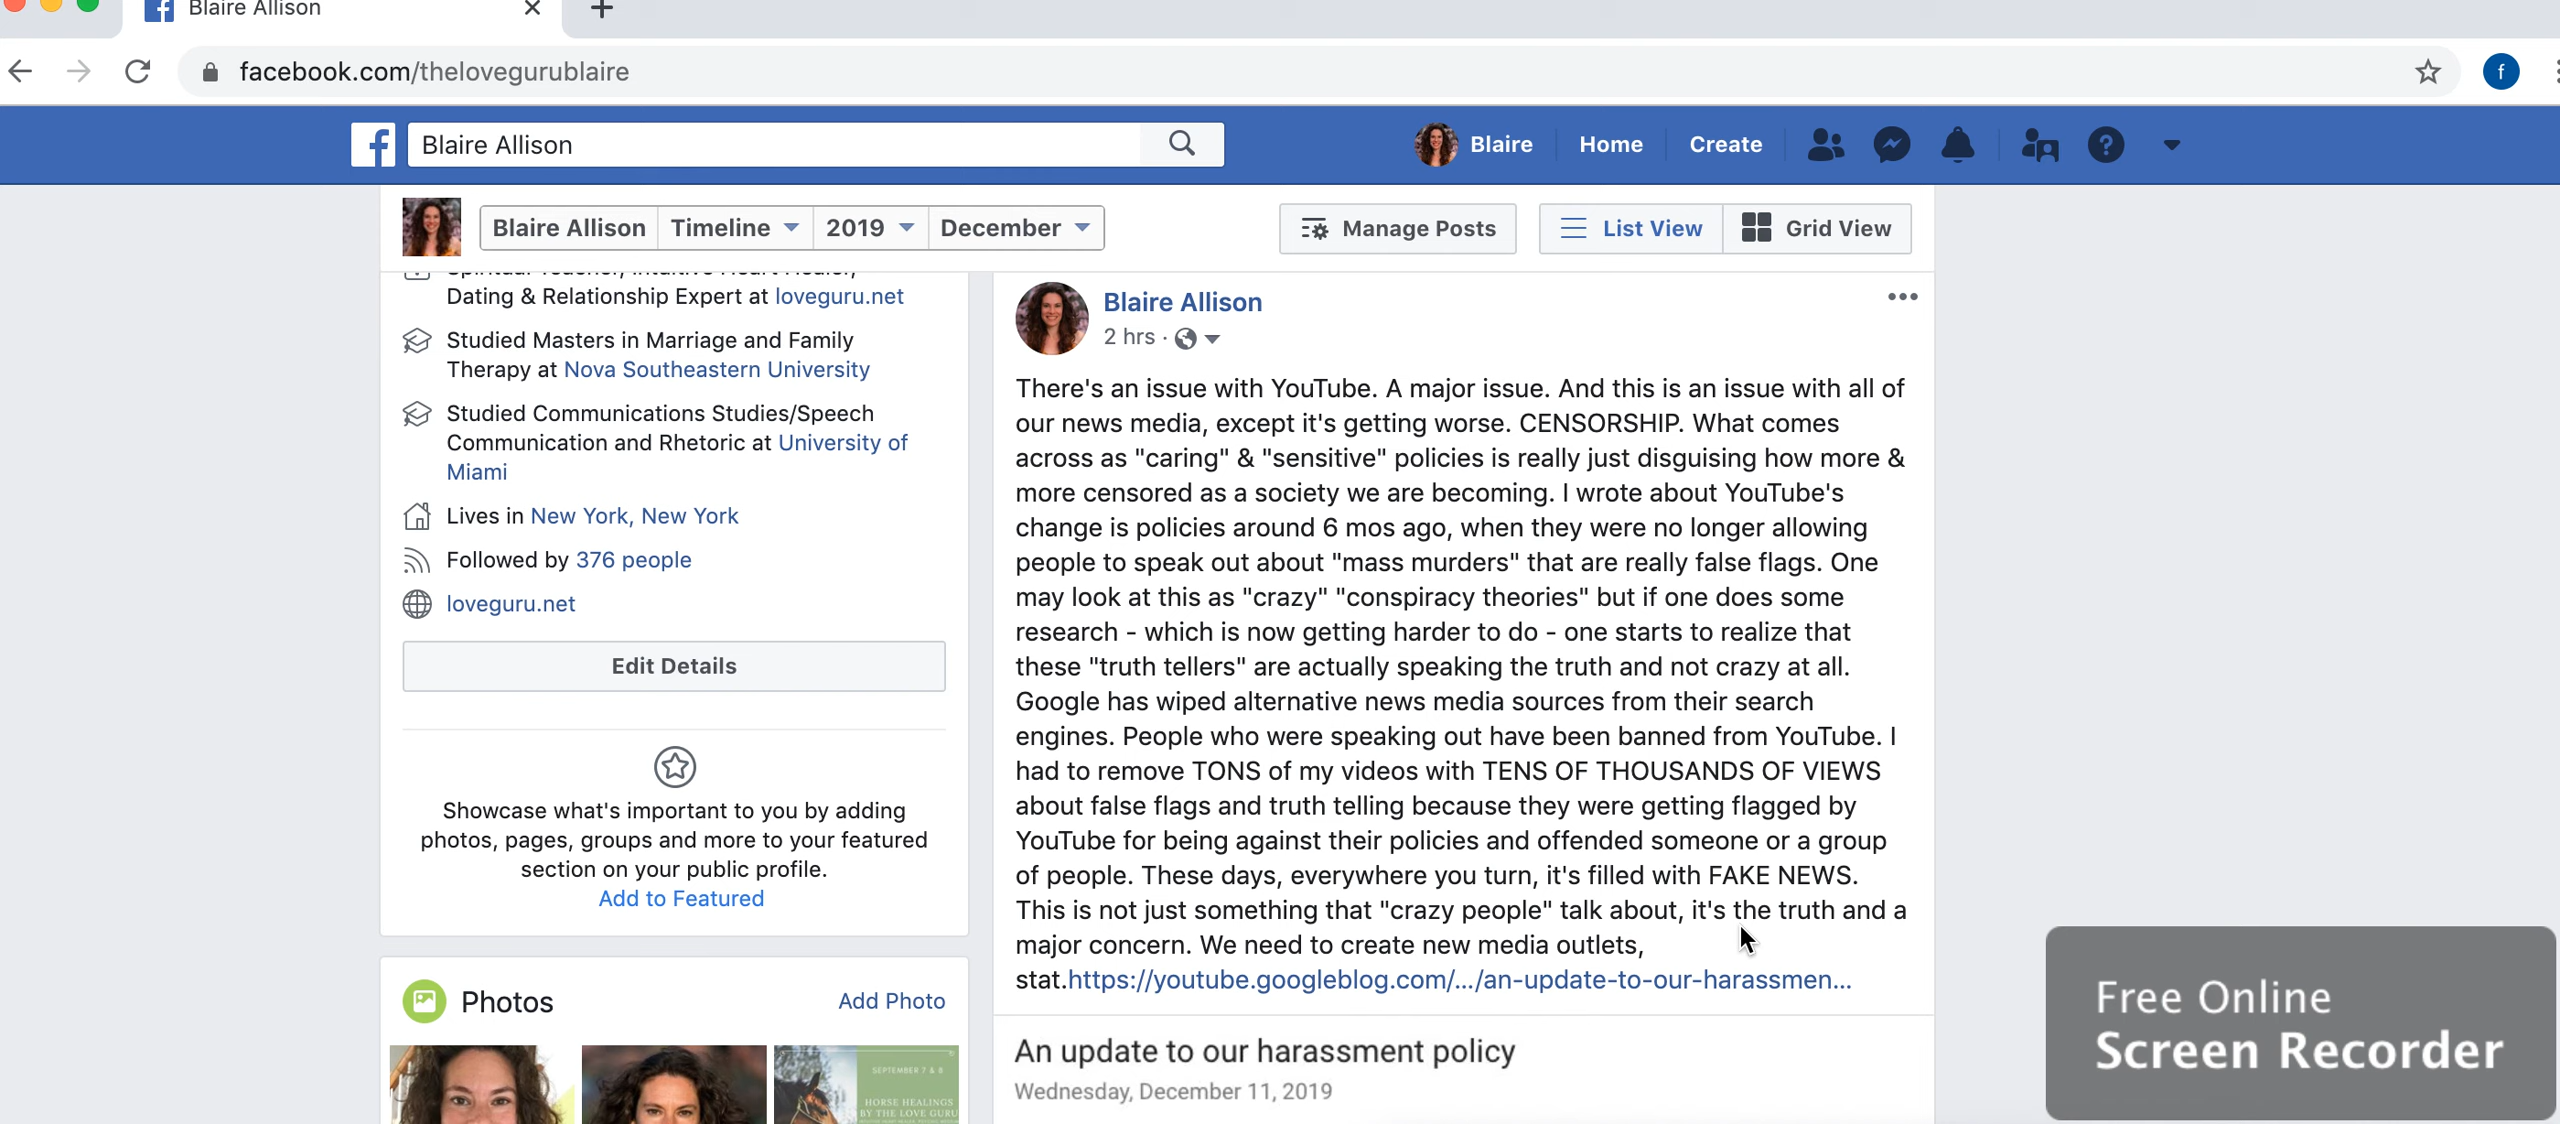 Blaire Allison
facebook.com/thelovegurublaire
f
Blaire Allison
Blaire
Home
Create
Blaire Allison
Timeline
2019
December
Manage Posts
List View
Grid View
Dating & Relationship Expert at loveguru.net
Studied Masters in Marriage and Family
Therapy at Nova Southeastern University
Studied Communications Studies/Speech
Communication and Rhetoric at University of
Miami
Lives in New York, New York
Followed by 376 people
loveguru.net
Edit Details
Showcase what's important to you by adding
photos, pages, groups and more to your featured
section on your public profile.
Add to Featured
Photos
Add Photo
SEPTEMBER 7 & 8
HORSE HEALINGS
BY THE LOVE GURU
Blaire Allison
2 hrs ·
There's an issue with YouTube. A major issue. And this is an issue with all of
our news media, except it's getting worse. CENSORSHIP. What comes
across as "caring" & "sensitive" policies is really just disguising how more &
more censored as a society we are becoming. I wrote about YouTube's
change is policies around 6 mos ago, when they were no longer allowing
people to speak out about "mass murders" that are really false flags. One
may look at this as "crazy" "conspiracy theories" but if one does some
research - which is now getting harder to do - one starts to realize that
these "truth tellers" are actually speaking the truth and not crazy at all.
Google has wiped alternative news media sources from their search
engines. People who were speaking out have been banned from YouTube. I
had to remove TONS of my videos with TENS OF THOUSANDS OF VIEWS
about false flags and truth telling because they were getting flagged by
YouTube for being against their policies and offended someone or a group
of people. These days, everywhere you turn, it's filled with FAKE NEWS.
This is not just something that "crazy people" talk about, it's the truth and a
major concern. We need to create new media outlets,
stat.https://youtube.googleblog.com/.../an-update-to-our-harassmen...
An update to our harassment policy
Wednesday, December 11, 2019
Free Online
Screen Recorder